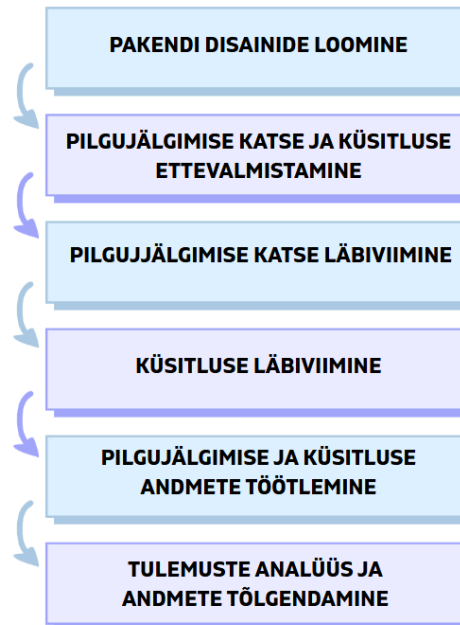 PAKENDI DISAINIDE LOOMINE
PILGUJÄLGIMISE KATSE JA KÜSITLUSE
ETTEVALMISTAMINE
PILGUJJÄLGIMISE KATSE LÄBIVIIMINE
KÜSITLUSE LÄBIVIIMINE
PILGUJÄLGIMISE JA KÜSITLUSE
ANDMETE TÖÖTLEMINE
TULEMUSTE ANALÜÜS JA
ANDMETE TÕLGENDAMINE